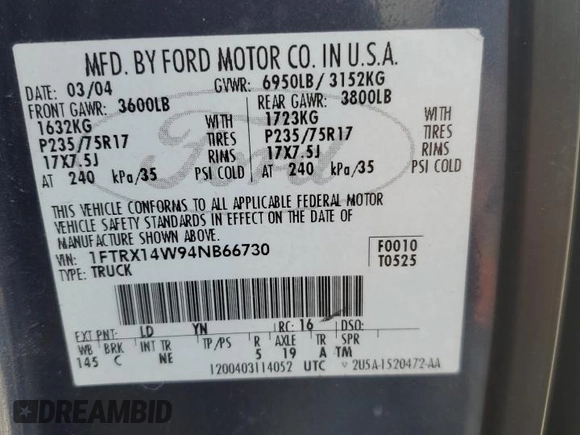 MFD. BY FORD MOTOR CO. IN U.S.A.
DATE: 03/04 GVWR: 6950LB/ 3152KG
FRONT GAWR: 3600LB REAR GAWR: 3800LB
1632KG WITH 1723KG WITH
P235/75R17 TIRES P235/75R17 TIRES
17X7.5J RIMS 17X7.5J RIMS
AT 240 kPa/35 PSI COLD AT 240 kPa/35 PSI COLD
Ford
THIS VEHICLE CONFORMS TO ALL APPLICABLE FEDERAL MOTOR
VEHICLE SAFETY STANDARDS IN EFFECT ON THE DATE OF
MANUFACTURE SHOWN ABOVE.
VIN: 1FTRX14W94NB66730 F0010
TYPE: TRUCK T0525
EXT PNT: LD YN RC: 16 DSO:
WB BRK INT TR TP/PS R AXLE TR SPR
145 C NE 5 19 A TM
1200403114052 UTC V 2U5A-1520472-AA
DREAMBID